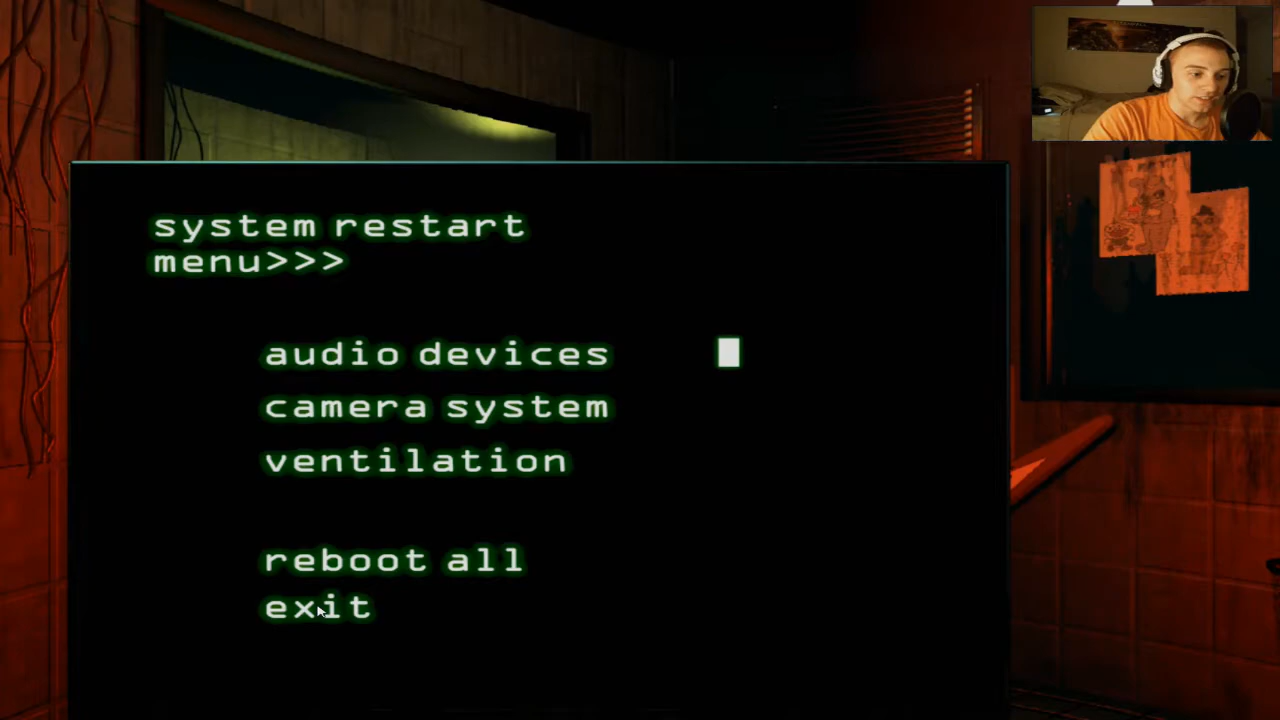 system restart
menu>>>
audio devices
camera system
ventilation
reboot all
exit